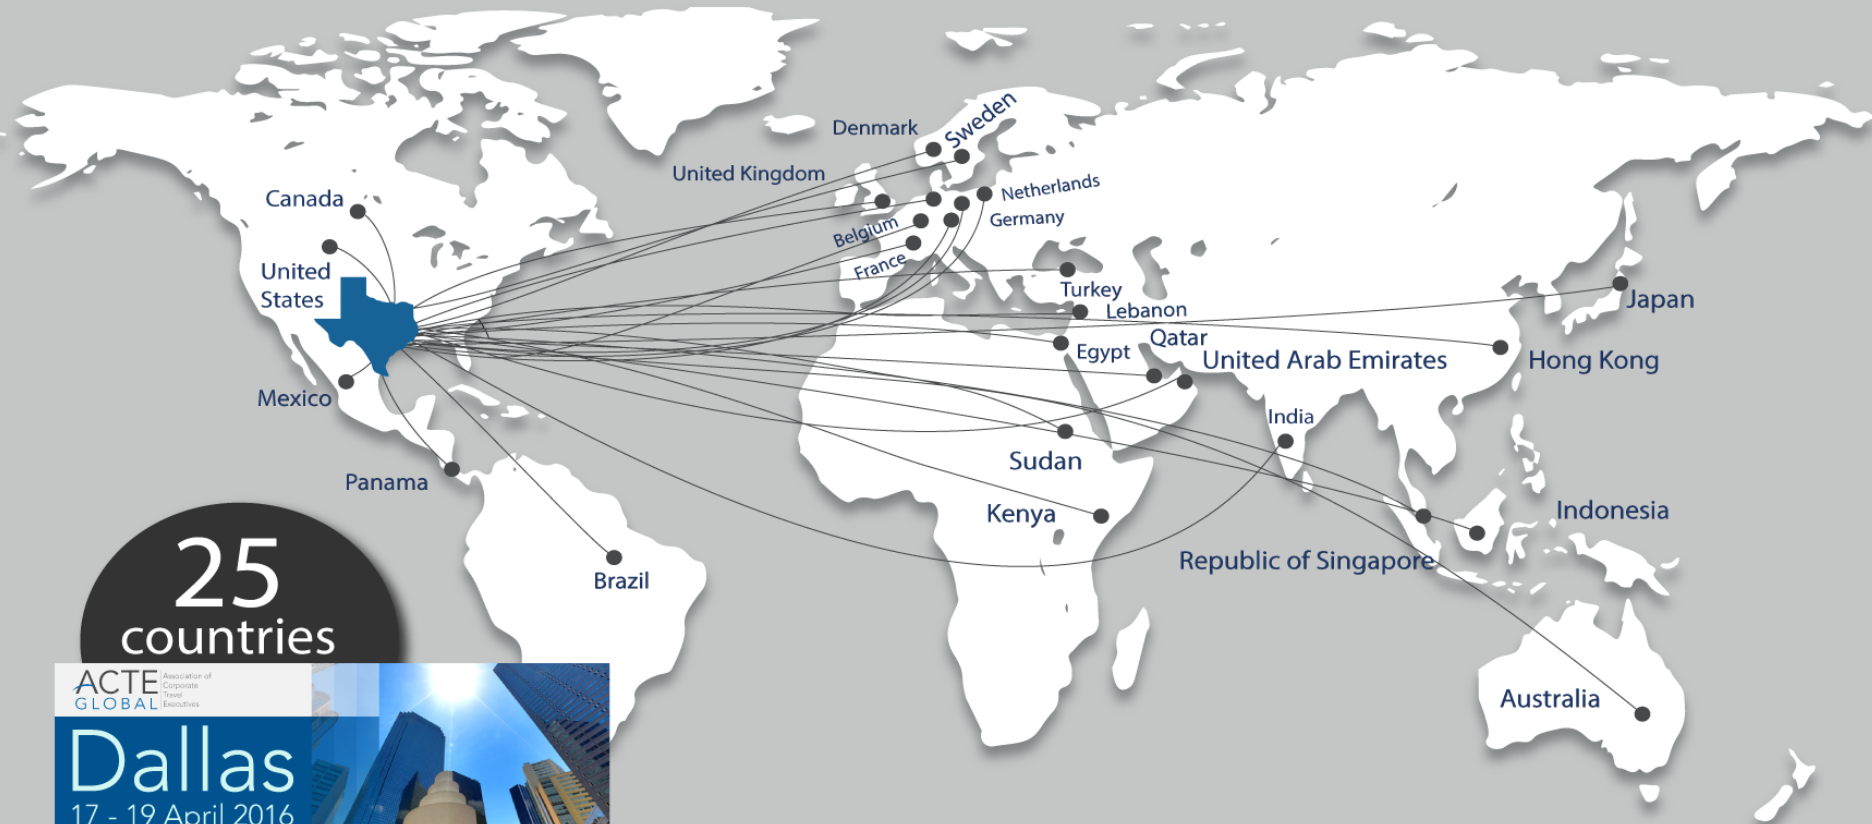 Denmark
Sweden
United Kingdom
Netherlands
Canada
Germany
Belgium
France
United
States
Turkey
Japan
Lebanon
Qatar
Egypt
United Arab Emirates
Hong Kong
Mexico
India
Sudan
Panama
Kenya
Indonesia
Republic of Singapore
Brazil
Australia
25
countries
ACTE
GLOBAL
Association of
Corporate
Travel
Executives
Dallas
17 - 19 April 2016